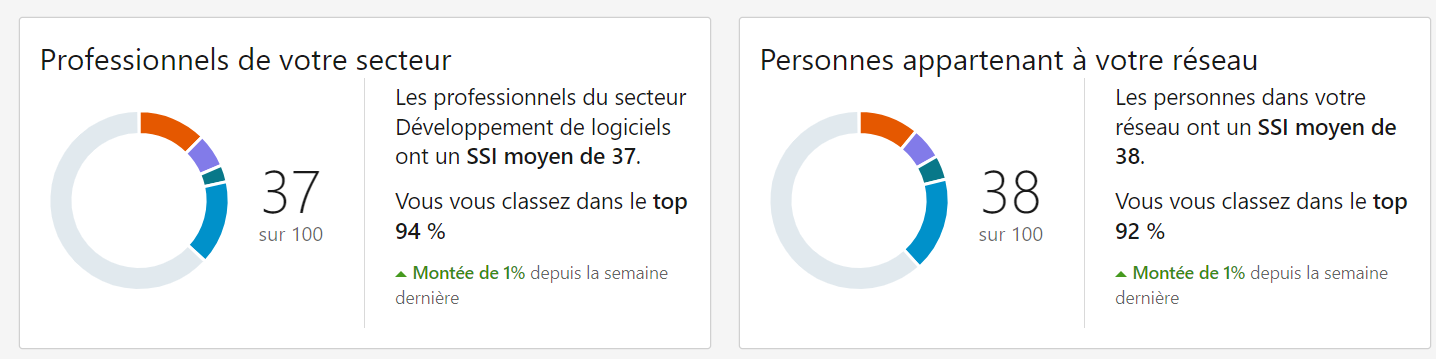 Professionnels de votre secteur
37
sur 100
Les professionnels du secteur
Développement de logiciels
ont un SSI moyen de 37.
Vous vous classez dans le top
94 %
Montée de 1% depuis la semaine
dernière
Personnes appartenant à votre réseau
38
sur 100
Les personnes dans votre
réseau ont un SSI moyen de
38.
Vous vous classez dans le top
92 %
Montée de 1% depuis la semaine
dernière